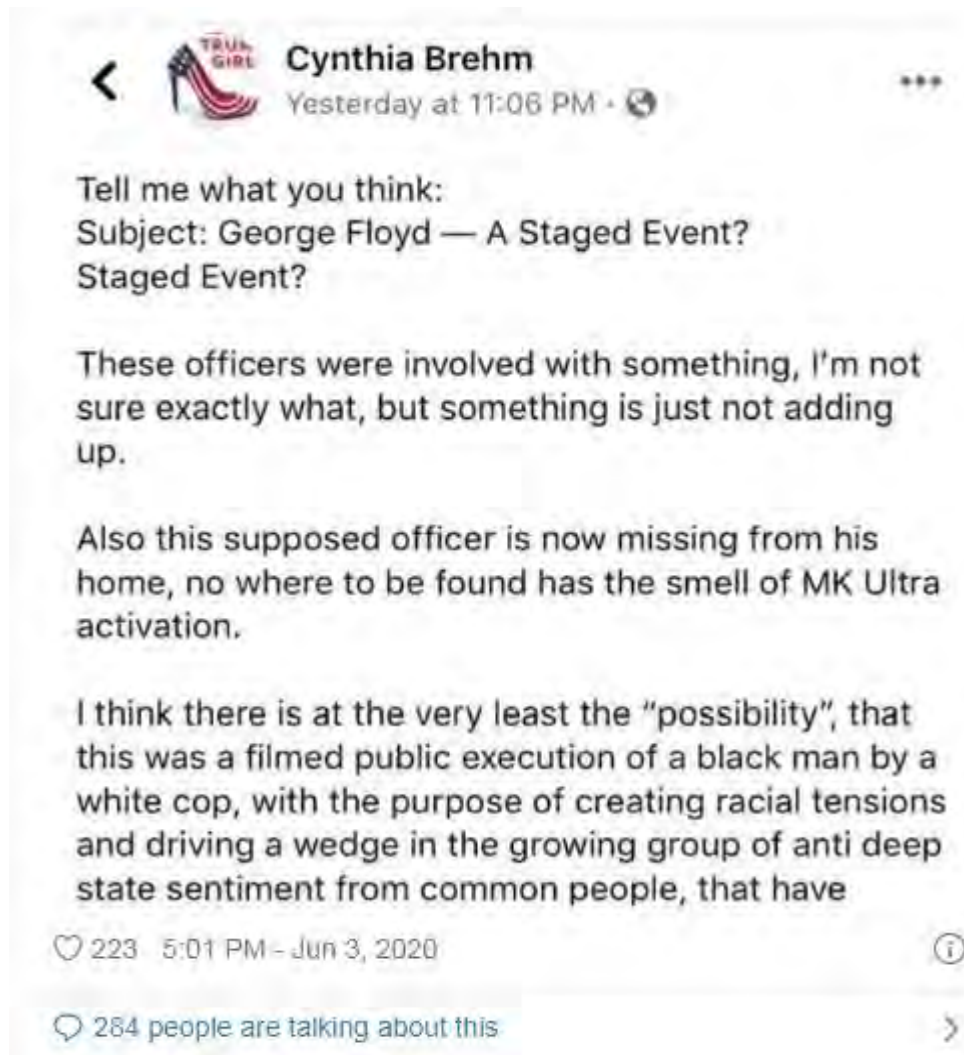 TRUMP
GIRL
Cynthia Brehm
Yesterday at 11:06 PM ·
Tell me what you think:
Subject: George Floyd — A Staged Event?
Staged Event?
These officers were involved with something, I'm not
sure exactly what, but something is just not adding
up.
Also this supposed officer is now missing from his
home, no where to be found has the smell of MK Ultra
activation.
I think there is at the very least the "possibility", that
this was a filmed public execution of a black man by a
white cop, with the purpose of creating racial tensions
and driving a wedge in the growing group of anti deep
state sentiment from common people, that have
223 5:01 PM - Jun 3, 2020
284 people are talking about this